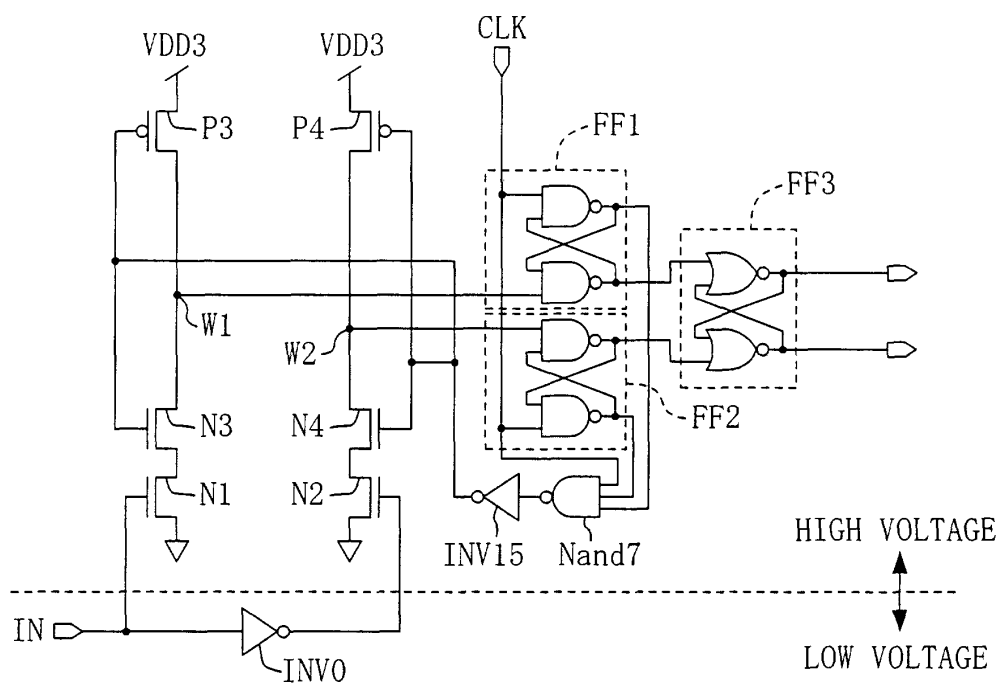 CLK
VDD3
VDD3
P3
P4
FF1
FF3
W1
W2
N3
N4
FF2
N1
N2
INV15
Nand7
HIGH VOLTAGE
IN
INV0
LOW VOLTAGE